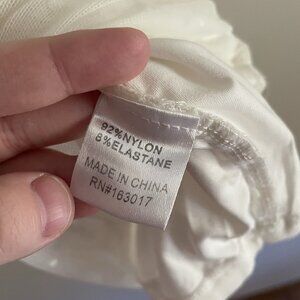 92%NYLON
8%ELASTANE
MADE IN CHINA
RN#163017